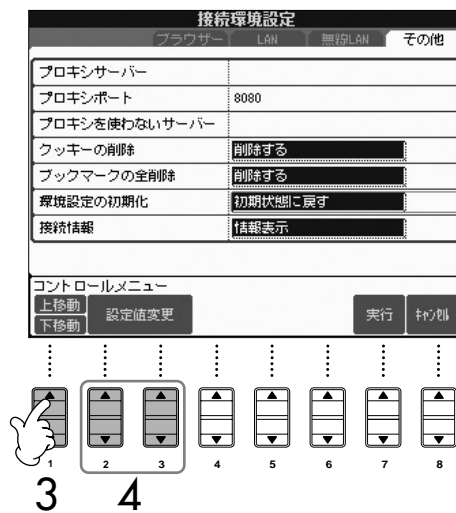 接続環境設定
ブラウザー LAN 無線LAN その他
プロキシサーバー
プロキシポート 8080
プロキシを使わないサーバー
クッキーの削除 削除する
ブックマークの全削除 削除する
環境設定の初期化 初期状態に戻す
接続情報 情報表示
コントロールメニュー
上移動 設定値変更 実行 ｷｬﾝｾﾙ
下移動
1 2 3 4 5 6 7 8
3 4